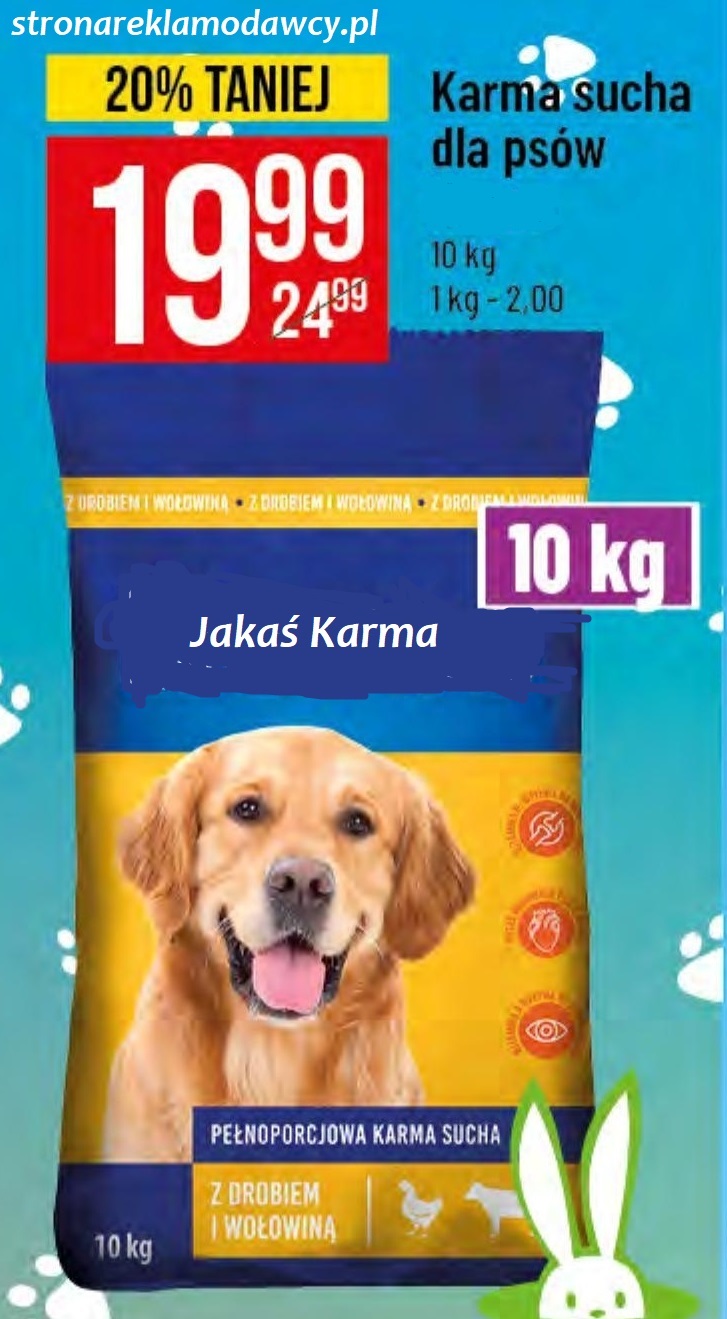 stronareklamodawcy.pl
20% TANIEJ
19 99
24 99
Karma sucha
dla psów
10 kg
1 kg - 2,00
Z DROBIEM I WOŁOWINĄ • Z DROBIEM I WOŁOWINĄ • Z DROBIEM I WOŁOWIN
10 kg
Jakaś Karma
PEŁNOPORCJOWA KARMA SUCHA
Z DROBIEM
I WOŁOWINĄ
10 kg